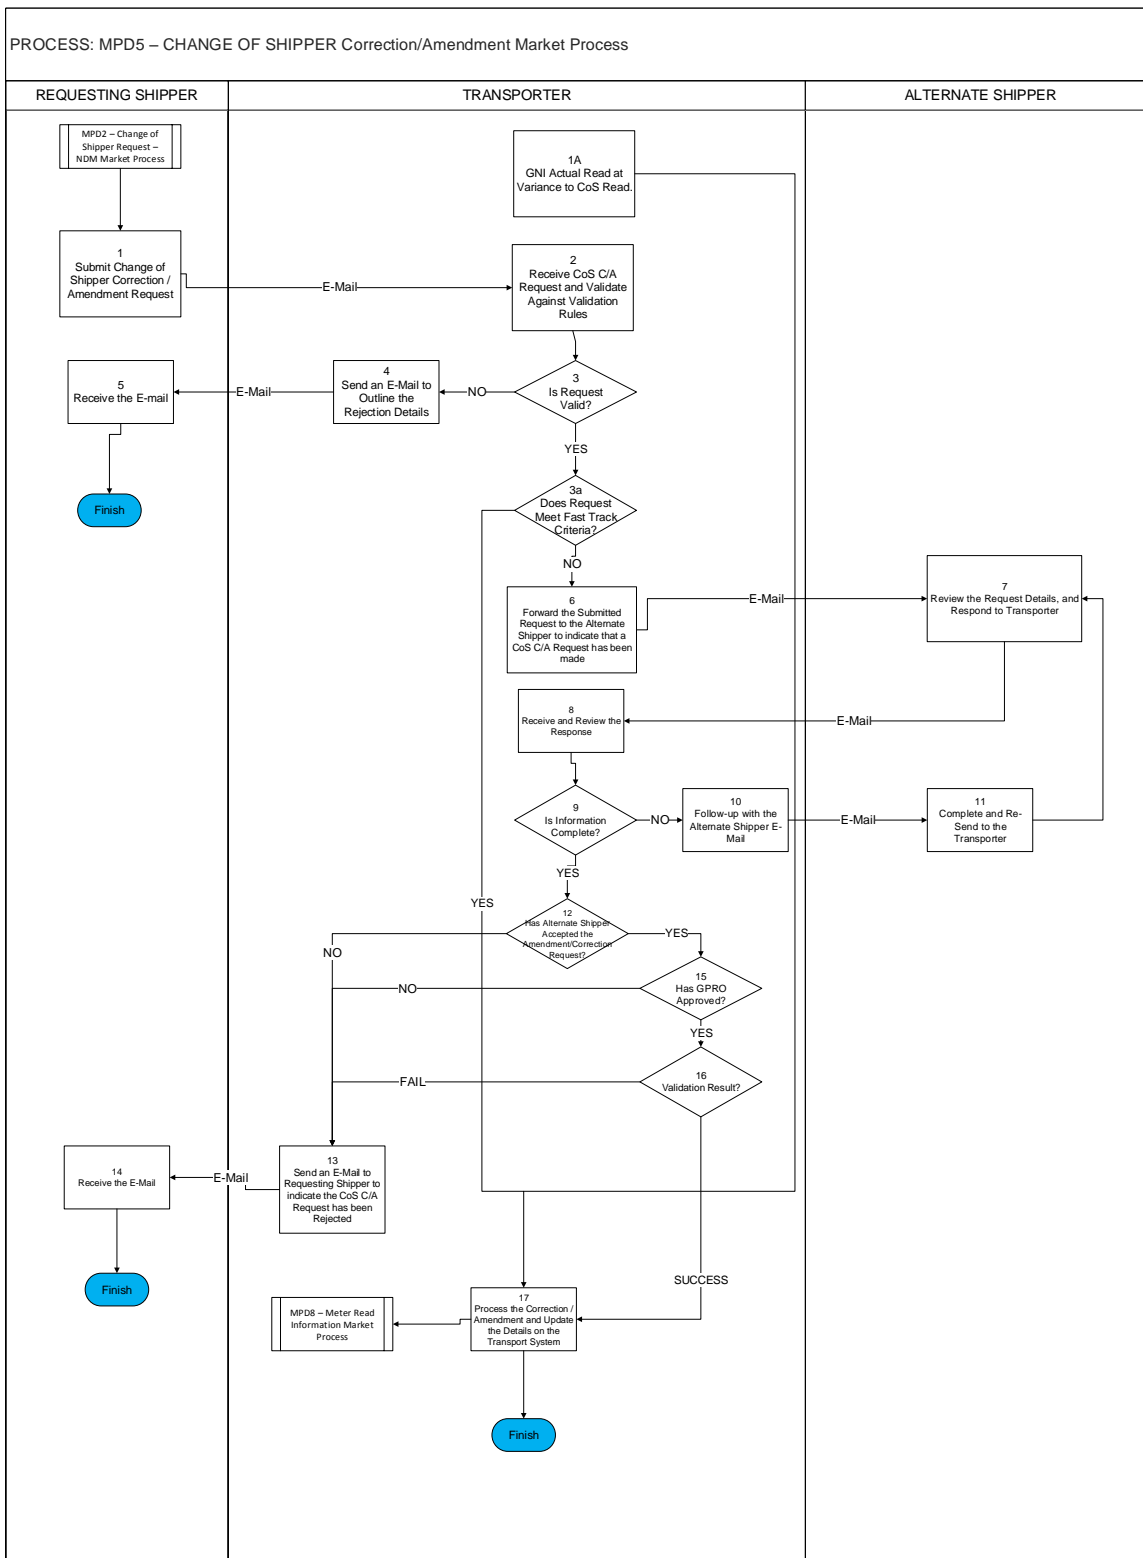 PROCESS: MPD5 – CHANGE OF SHIPPER Correction/Amendment Market Process
REQUESTING SHIPPER
TRANSPORTER
ALTERNATE SHIPPER
MPD2 – Change of
Shipper Request –
NDM Market Process
1A
GNI Actual Read at
Variance to CoS Read.
1
Submit Change of
Shipper Correction /
Amendment Request
E-Mail
2
Receive CoS C/A
Request and Validate
Against Validation
Rules
3
Is Request
Valid?
NO
4
Send an E-Mail to
Outline the
Rejection Details
E-Mail
5
Receive the E-mail
Finish
YES
3a
Does Request
Meet Fast Track
Criteria?
NO
6
Forward the Submitted
Request to the Alternate
Shipper to indicate that a
CoS C/A Request has been
made
E-Mail
7
Review the Request Details, and
Respond to Transporter
E-Mail
8
Receive and Review the
Response
9
Is Information
Complete?
NO
10
Follow-up with the
Alternate Shipper E-
Mail
E-Mail
11
Complete and Re-
Send to the
Transporter
YES
YES
12
Has Alternate Shipper
Accepted the
Amendment/Correction
Request?
NO
YES
15
Has GPRO
Approved?
NO
YES
16
Validation Result?
FAIL
13
Send an E-Mail to
Requesting Shipper to
indicate the CoS C/A
Request has been
Rejected
E-Mail
14
Receive the E-Mail
Finish
SUCCESS
17
Process the Correction /
Amendment and Update
the Details on the
Transport System
MPD8 – Meter Read
Information Market
Process
Finish